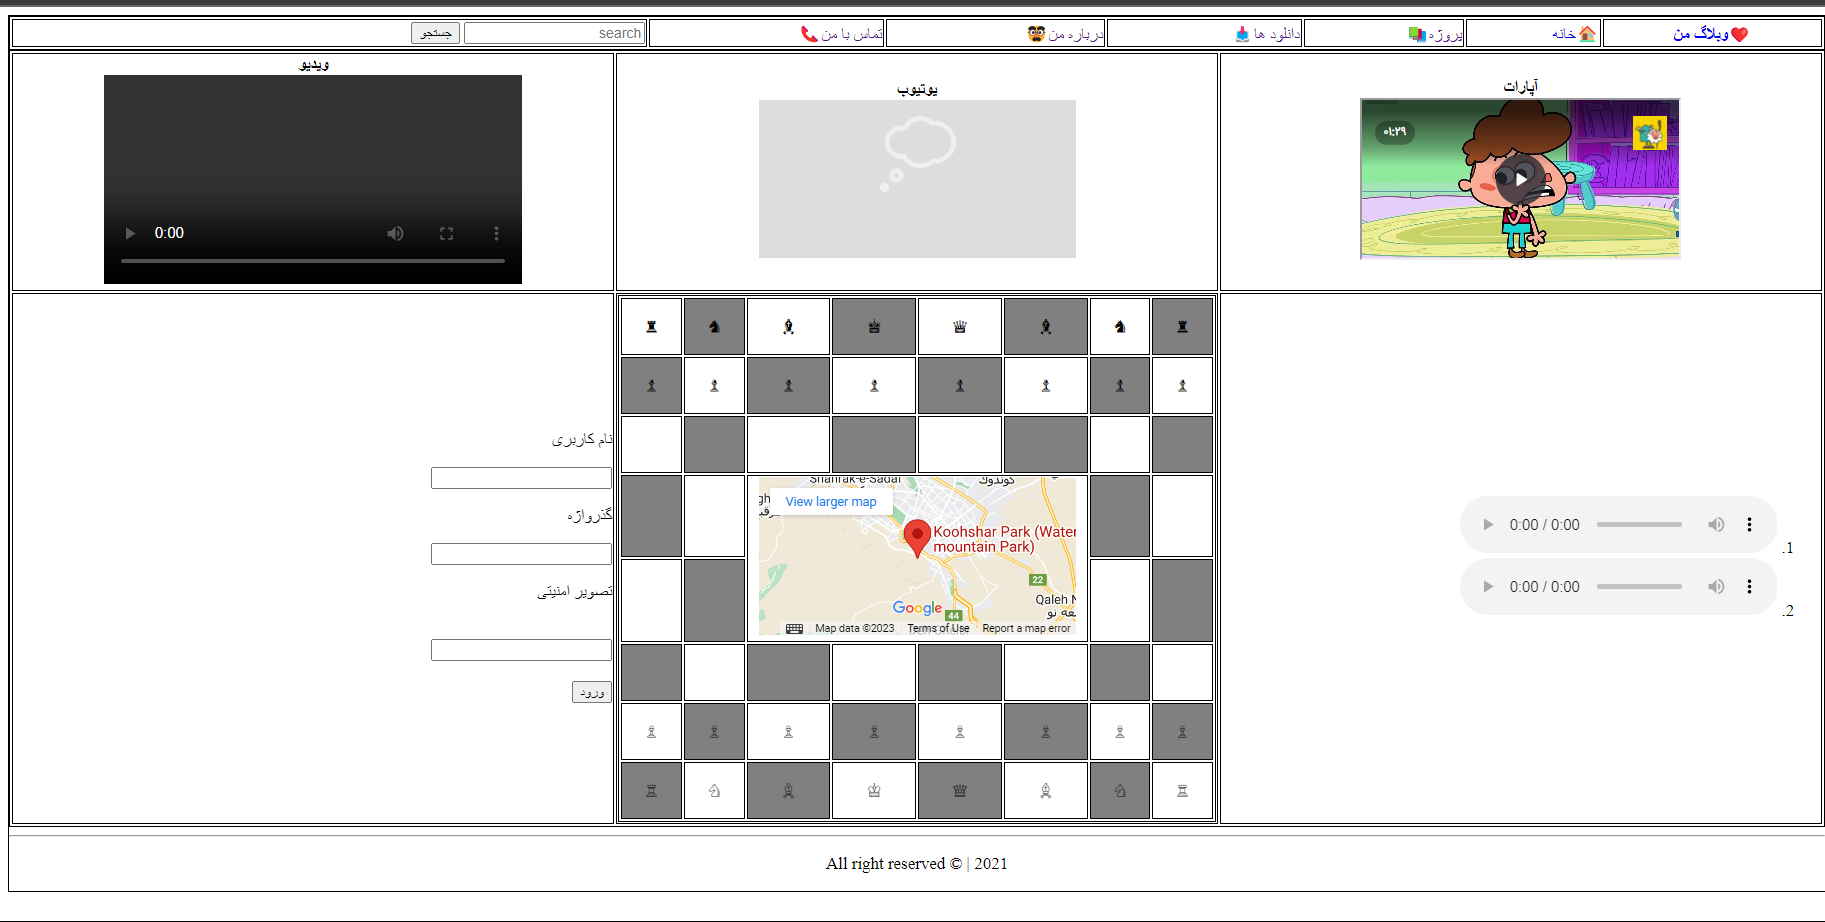 ❤️وبلاگ من
🏠خانه
پروژه
دانلود ها
درباره من
تماس با من
search
جستجو
آپارات
۰۱:۲۹
یوتیوب
ویدیو
0:00
0:00 / 0:00
1.
0:00 / 0:00
2.
♜ ♞ ♝ ♚ ♛ ♝ ♞ ♜
View larger map
Koohshar Park (Water
mountain Park)
22
Qaleh N
Google
44
Map data ©2023 Terms of Use Report a map error
♖ ♘ ♗ ♔ ♕ ♗ ♘ ♖
نام کاربری
گذرواژه
تصویر امنیتی
ورود
All right reserved © | 2021